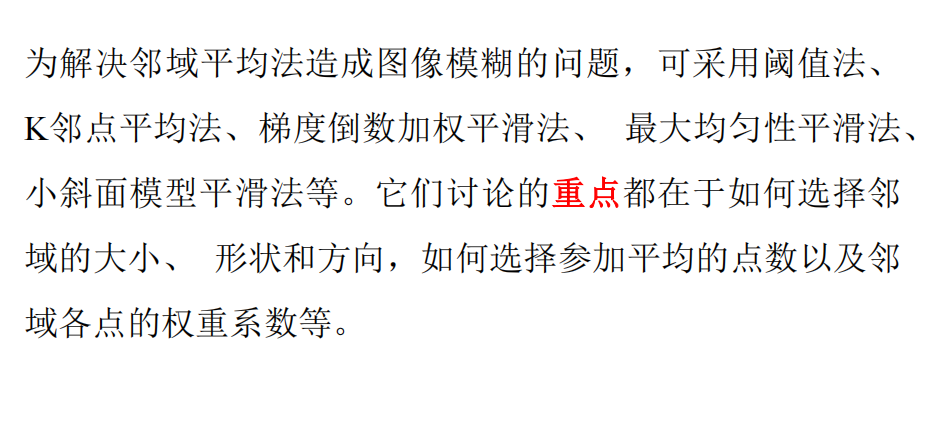 为解决邻域平均法造成图像模糊的问题，可采用阈值法、
K邻点平均法、梯度倒数加权平滑法、 最大均匀性平滑法、
小斜面模型平滑法等。它们讨论的重点都在于如何选择邻
域的大小、 形状和方向，如何选择参加平均的点数以及邻
域各点的权重系数等。